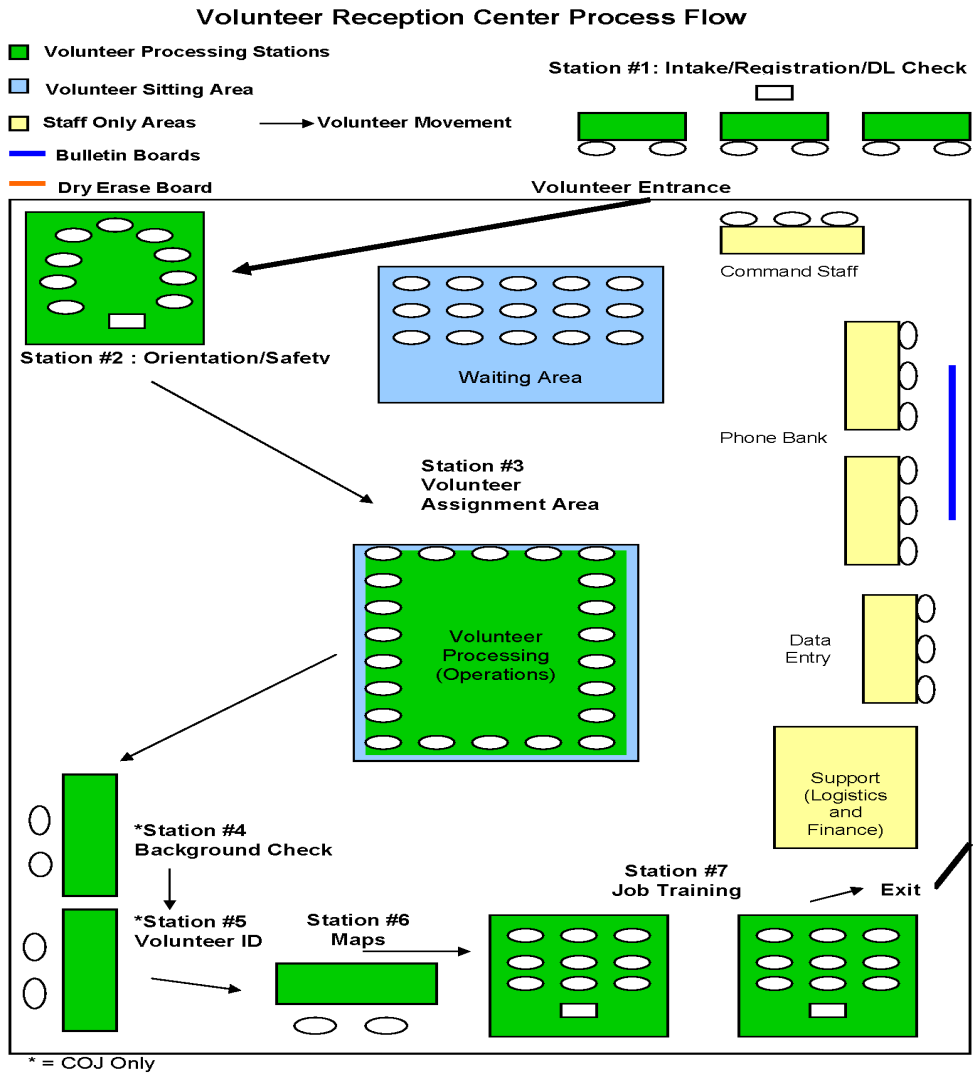 Volunteer Reception Center Process Flow
Volunteer Processing Stations
Volunteer Sitting Area
Staff Only Areas
Volunteer Movement
Bulletin Boards
Dry Erase Board
Station #1: Intake/Registration/DL Check
Volunteer Entrance
Command Staff
Station #2 : Orientation/Safety
Waiting Area
Phone Bank
Station #3
Volunteer
Assignment Area
Volunteer
Processing
(Operations)
Data
Entry
Support
(Logistics
and
Finance)
*Station #4
Background Check
*Station #5
Volunteer ID
Station #6
Maps
Station #7
Job Training
Exit
* = COJ Only